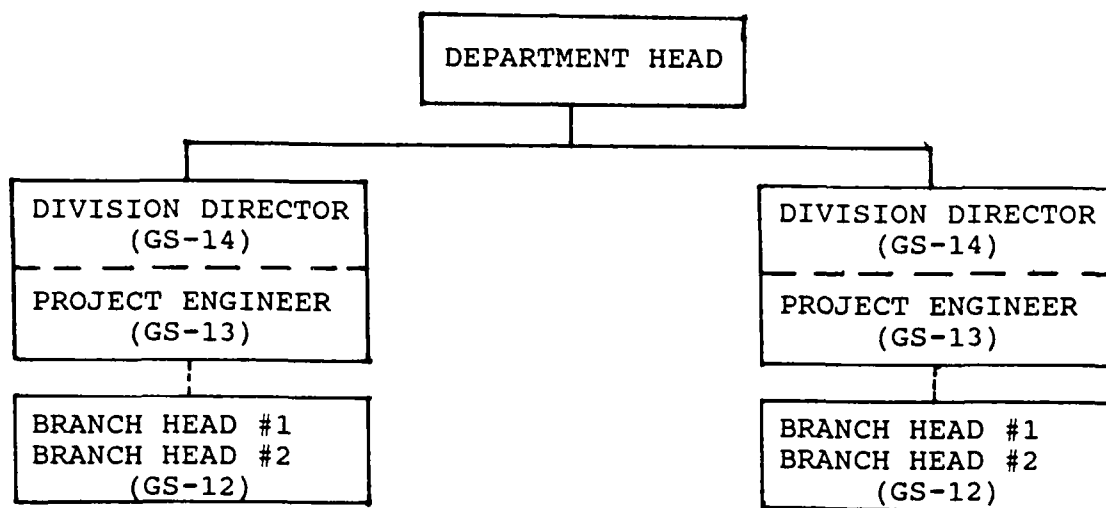 DEPARTMENT HEAD
DIVISION DIRECTOR
(GS-14)
PROJECT ENGINEER
(GS-13)
BRANCH HEAD #1
BRANCH HEAD #2
(GS-12)
DIVISION DIRECTOR
(GS-14)
PROJECT ENGINEER
(GS-13)
BRANCH HEAD #1
BRANCH HEAD #2
(GS-12)